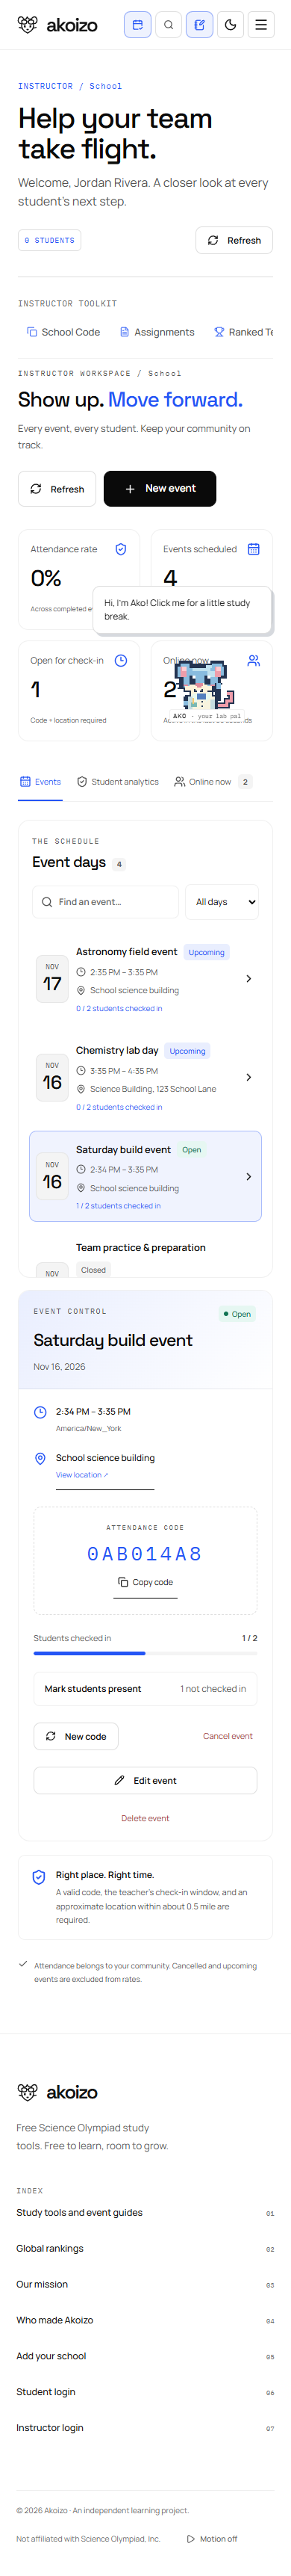 akoizo
INSTRUCTOR / School
Help your team
take flight.
Welcome, Jordan Rivera. A closer look at every
student's next step.
0 STUDENTS
Refresh
INSTRUCTOR TOOLKIT
School Code
Assignments
Ranked Te
INSTRUCTOR WORKSPACE / School
Show up. Move forward.
Every event, every student. Keep your community on
track.
Refresh
New event
Attendance rate
0%
Across completed ev
Events scheduled
4
Hi, I'm Ako! Click me for a little study
break.
Open for check-in
1
Code + location required
Online now
2
AKO · your lab pal
Events
Student analytics
Online now 2
THE SCHEDULE
Event days 4
Find an event...
All days
NOV
17
Astronomy field event Upcoming
2:35 PM – 3:35 PM
School science building
0 / 2 students checked in
NOV
16
Chemistry lab day Upcoming
3:35 PM – 4:35 PM
Science Building, 123 School Lane
0 / 2 students checked in
NOV
16
Saturday build event Open
2:34 PM – 3:35 PM
School science building
1 / 2 students checked in
NOV
Team practice & preparation
Closed
EVENT CONTROL
Open
Saturday build event
Nov 16, 2026
2:34 PM – 3:35 PM
America/New_York
School science building
View location ↗
ATTENDANCE CODE
0AB014A8
Copy code
Students checked in 1 / 2
Mark students present 1 not checked in
New code
Cancel event
Edit event
Delete event
Right place. Right time.
A valid code, the teacher's check-in window, and an
approximate location within about 0.5 mile are
required.
Attendance belongs to your community. Cancelled and upcoming
events are excluded from rates.
akoizo
Free Science Olympiad study
tools. Free to learn, room to grow.
INDEX
Study tools and event guides 01
Global rankings 02
Our mission 03
Who made Akoizo 04
Add your school 05
Student login 06
Instructor login 07
© 2026 Akoizo · An independent learning project.
Not affiliated with Science Olympiad, Inc.
Motion off